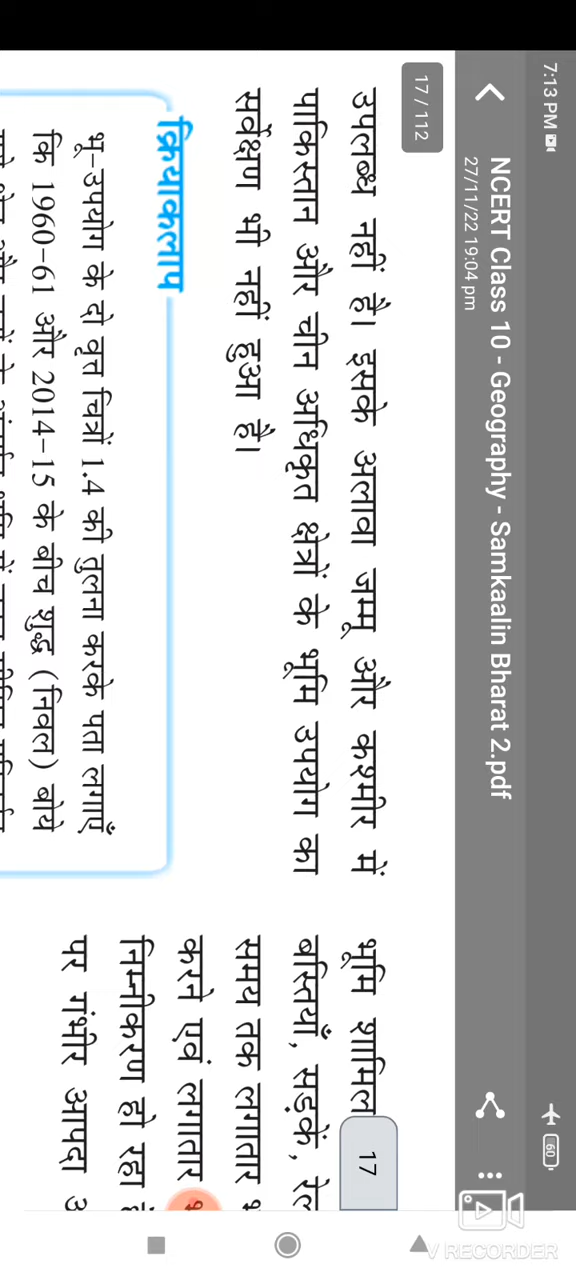 7:13 PM
60
NCERT Class 10 - Geography - Samkaalin Bharat 2.pdf
27/11/22 19:04 pm
17 / 112
उपलब्ध नहीं है। इसके अलावा जम्मू और कश्मीर में
पाकिस्तान और चीन अधिकृत क्षेत्रों के भूमि उपयोग का
सर्वेक्षण भी नहीं हुआ है।
क्रियाकलाप
भू-उपयोग के दो वृत्त चित्रों 1.4 की तुलना करके पता लगाएँ
कि 1960-61 और 2014-15 के बीच शुद्ध (निवल) बोये
भूमि शामिल
बस्तियाँ, सड़कें, रेल
समय तक लगातार
करने एवं लगातार
निम्नीकरण हो रहा
पर गंभीर आपदा
17
V RECORDER